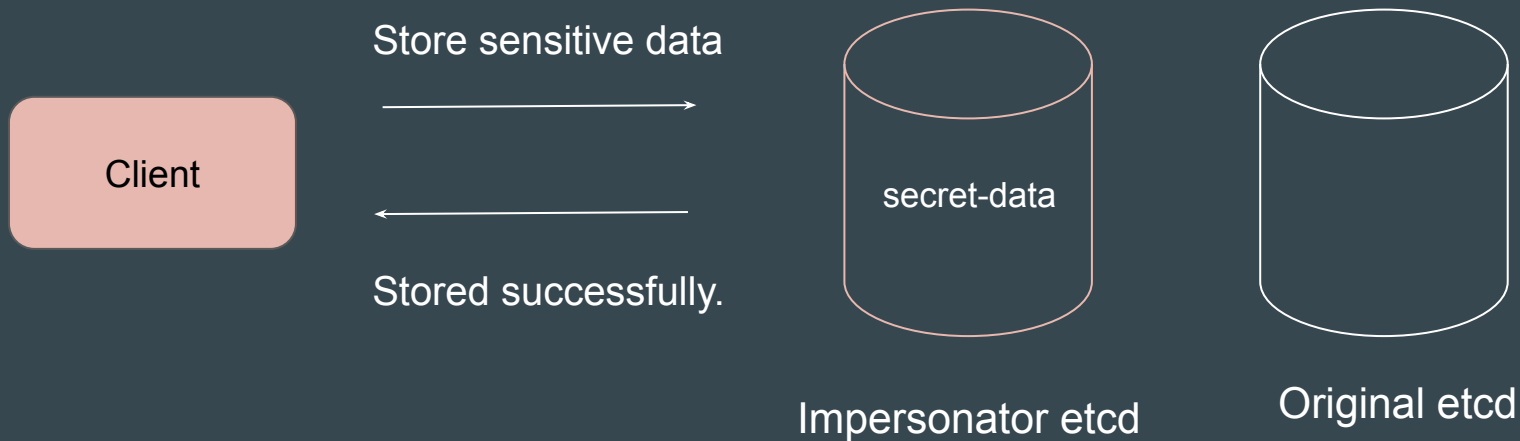 Store sensitive data
Client
secret-data
Stored successfully.
Impersonator etcd
Original etcd